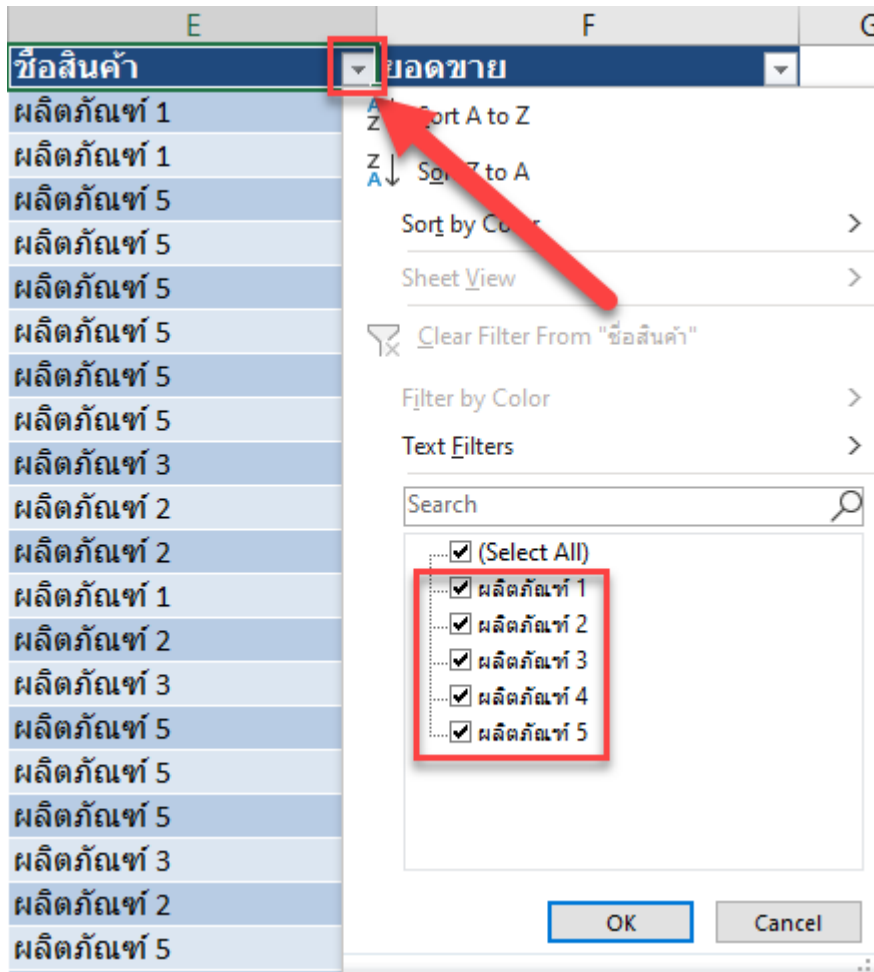 E F G
ชื่อสินค้า ยอดขาย
ผลิตภัณฑ์ 1
ผลิตภัณฑ์ 1
ผลิตภัณฑ์ 5
ผลิตภัณฑ์ 5
ผลิตภัณฑ์ 5
ผลิตภัณฑ์ 5
ผลิตภัณฑ์ 5
ผลิตภัณฑ์ 5
ผลิตภัณฑ์ 3
ผลิตภัณฑ์ 2
ผลิตภัณฑ์ 2
ผลิตภัณฑ์ 1
ผลิตภัณฑ์ 2
ผลิตภัณฑ์ 3
ผลิตภัณฑ์ 5
ผลิตภัณฑ์ 5
ผลิตภัณฑ์ 5
ผลิตภัณฑ์ 3
ผลิตภัณฑ์ 2
ผลิตภัณฑ์ 5
Sort A to Z
Sort Z to A
Sort by Color
Sheet View
Clear Filter From "ชื่อสินค้า"
Filter by Color
Text Filters
Search
(Select All)
ผลิตภัณฑ์ 1
ผลิตภัณฑ์ 2
ผลิตภัณฑ์ 3
ผลิตภัณฑ์ 4
ผลิตภัณฑ์ 5
OK Cancel